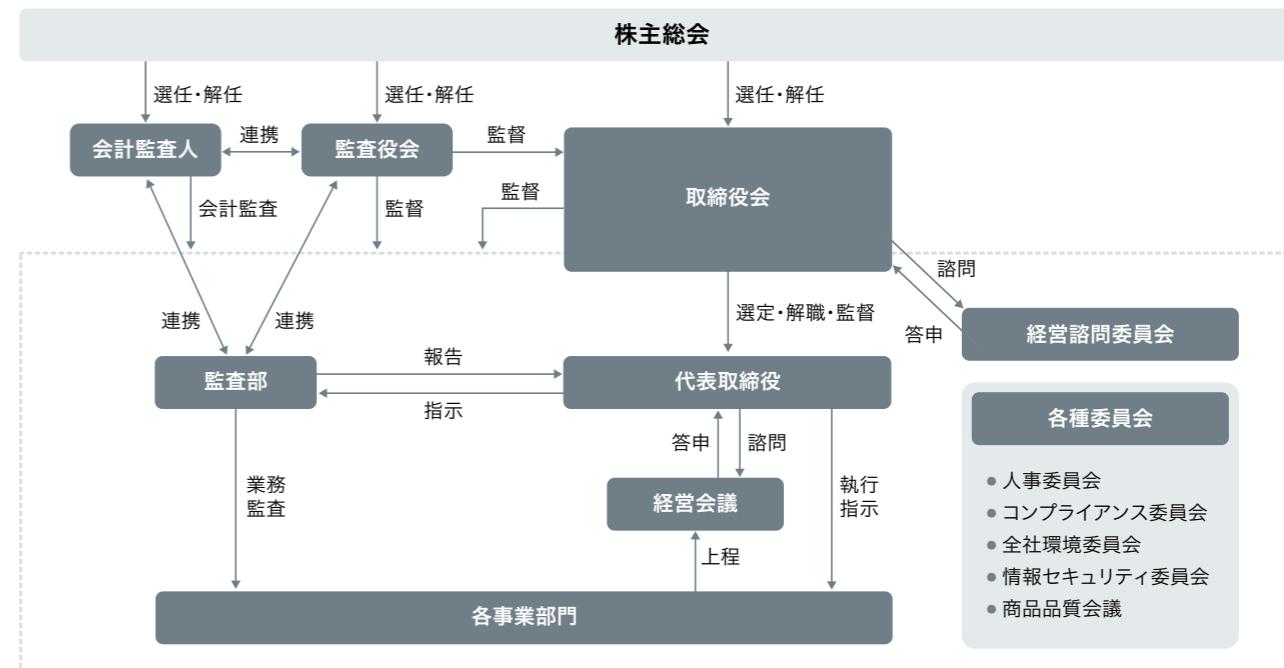 株主総会
選任・解任
選任・解任
選任・解任
会計監査人
連携
監査役会
監督
取締役会
会計監査
監督
監督
諮問
答申
経営諮問委員会
連携
連携
選定・解職・監督
監査部
報告
指示
代表取締役
各種委員会
答申
諮問
業務
監査
経営会議
執行
指示
上程
各事業部門
人事委員会
コンプライアンス委員会
全社環境委員会
情報セキュリティ委員会
商品品質会議